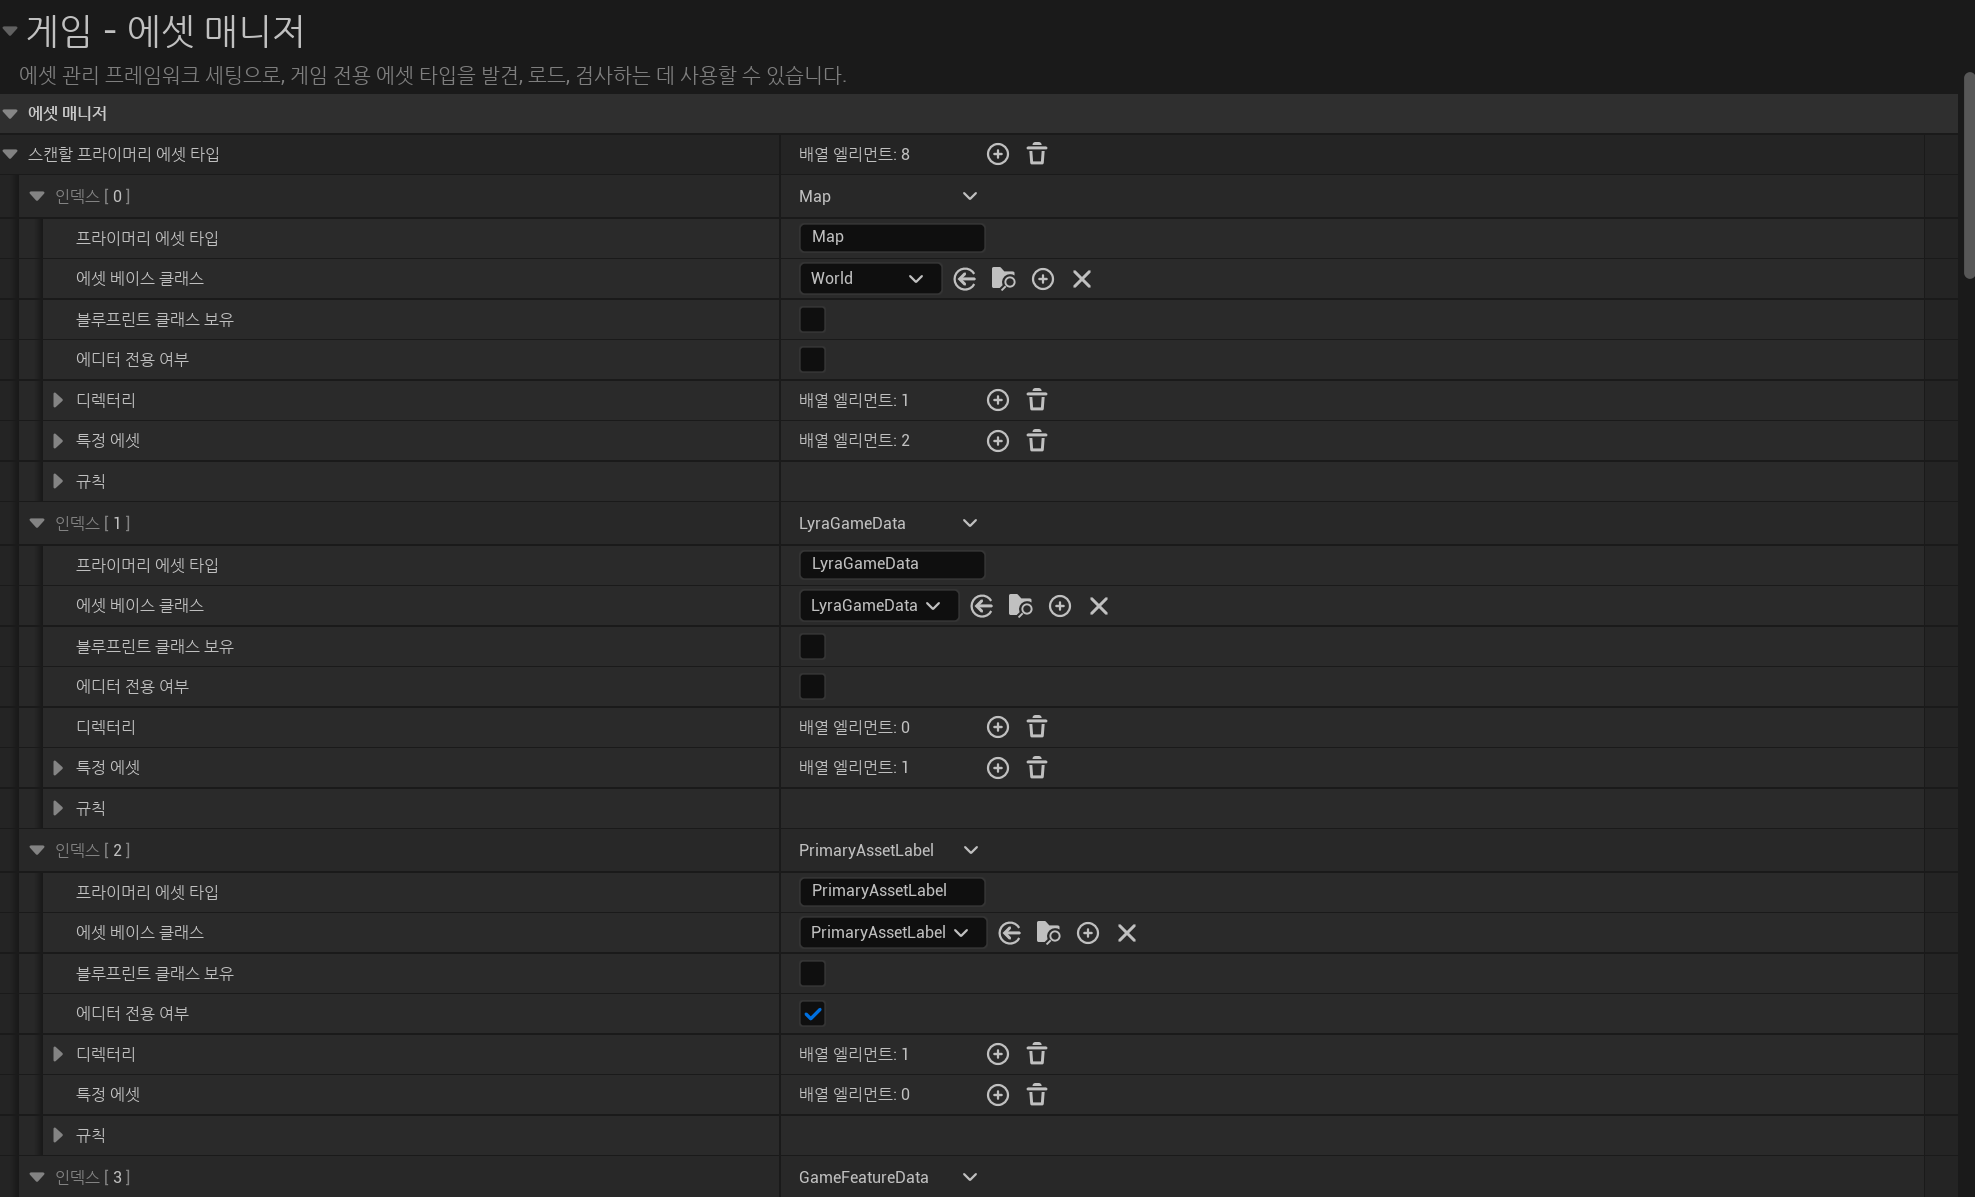 게임 - 에셋 매니저
에셋 관리 프레임워크 세팅으로, 게임 전용 에셋 타입을 발견, 로드, 검사하는 데 사용할 수 있습니다.
에셋 매니저
스캔할 프라이머리 에셋 타입 배열 엘리먼트: 8
인덱스 [ 0 ] Map
프라이머리 에셋 타입 Map
에셋 베이스 클래스 World
블루프린트 클래스 보유
에디터 전용 여부
디렉터리 배열 엘리먼트: 1
특정 에셋 배열 엘리먼트: 2
규칙
인덱스 [ 1 ] LyraGameData
프라이머리 에셋 타입 LyraGameData
에셋 베이스 클래스 LyraGameData
블루프린트 클래스 보유
에디터 전용 여부
디렉터리 배열 엘리먼트: 0
특정 에셋 배열 엘리먼트: 1
규칙
인덱스 [ 2 ] PrimaryAssetLabel
프라이머리 에셋 타입 PrimaryAssetLabel
에셋 베이스 클래스 PrimaryAssetLabel
블루프린트 클래스 보유
에디터 전용 여부
디렉터리 배열 엘리먼트: 1
특정 에셋 배열 엘리먼트: 0
규칙
인덱스 [ 3 ] GameFeatureData